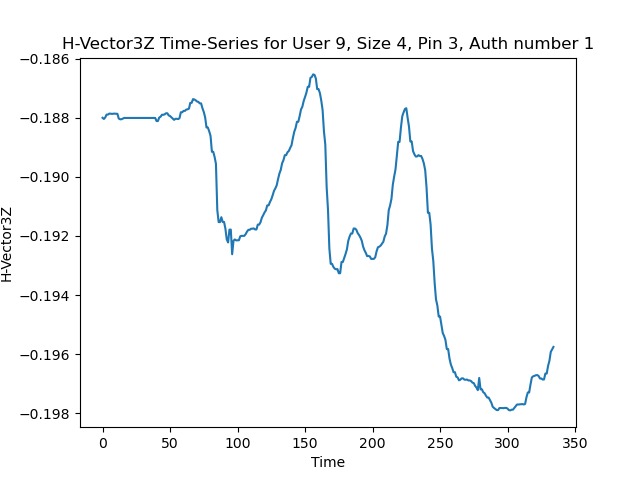 H-Vector3Z Time-Series for User 9, Size 4, Pin 3, Auth number 1
H-Vector3Z
−0.186
−0.188
−0.190
−0.192
−0.194
−0.196
−0.198
0 50 100 150 200 250 300 350
Time